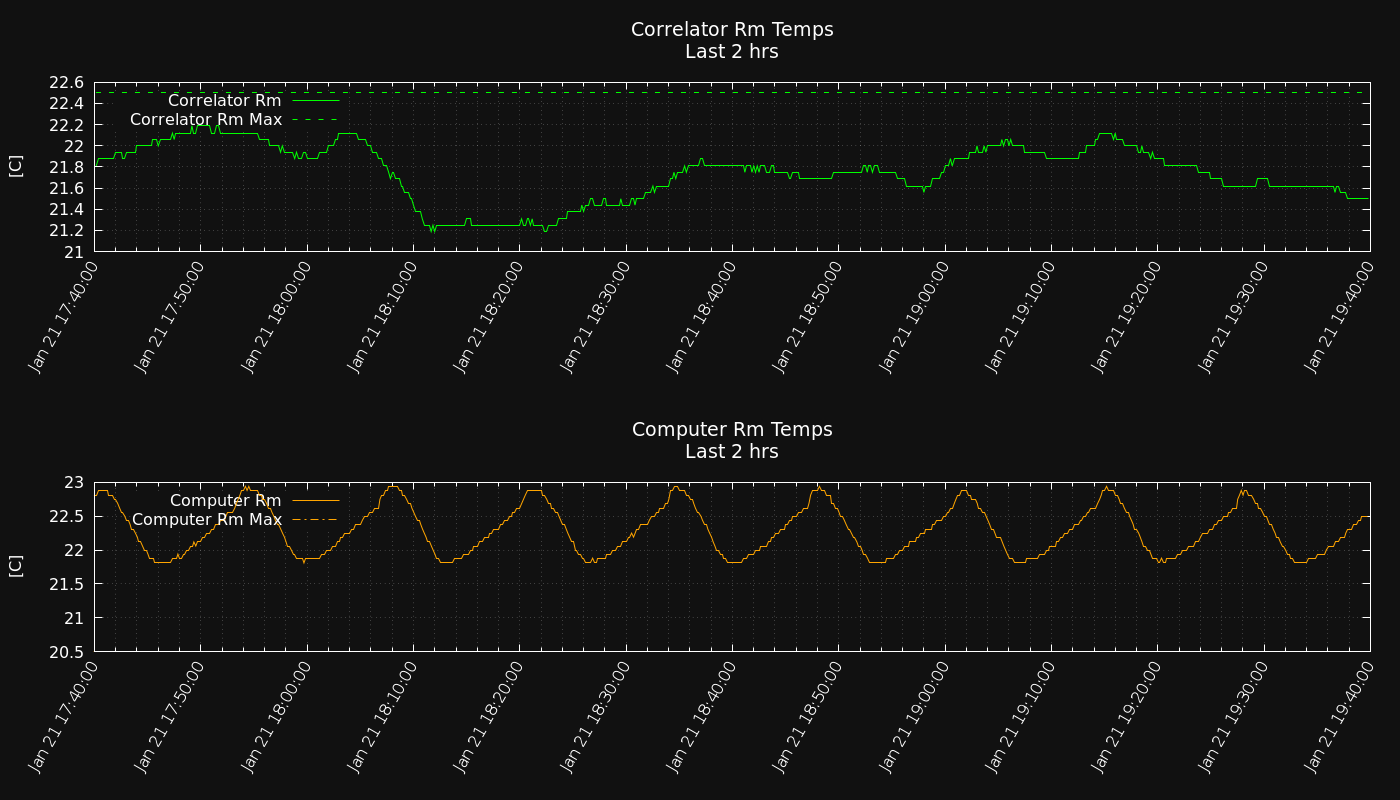 Correlator Rm Temps
Last 2 hrs
22.6
22.4
22.2
22
21.8
21.6
21.4
21.2
21
[C]
Correlator Rm
Correlator Rm Max
Jan 21 17:40:00
Jan 21 17:50:00
Jan 21 18:00:00
Jan 21 18:10:00
Jan 21 18:20:00
Jan 21 18:30:00
Jan 21 18:40:00
Jan 21 18:50:00
Jan 21 19:00:00
Jan 21 19:10:00
Jan 21 19:20:00
Jan 21 19:30:00
Jan 21 19:40:00
Computer Rm Temps
Last 2 hrs
23
22.5
22
21.5
21
20.5
[C]
Computer Rm
Computer Rm Max
Jan 21 17:40:00
Jan 21 17:50:00
Jan 21 18:00:00
Jan 21 18:10:00
Jan 21 18:20:00
Jan 21 18:30:00
Jan 21 18:40:00
Jan 21 18:50:00
Jan 21 19:00:00
Jan 21 19:10:00
Jan 21 19:20:00
Jan 21 19:30:00
Jan 21 19:40:00